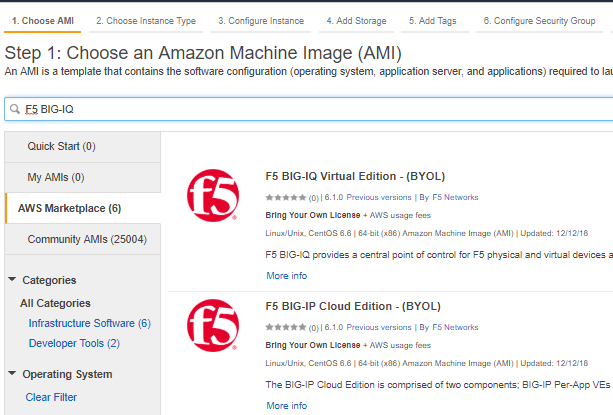 1. Choose AMI 2. Choose Instance Type 3. Configure Instance 4. Add Storage 5. Add Tags 6. Configure Security Group
Step 1: Choose an Amazon Machine Image (AMI)
An AMI is a template that contains the software configuration (operating system, application server, and applications) required to lau
F5 BIG-IQ
Quick Start (0)
My AMIs (0)
AWS Marketplace (6)
Community AMIs (25004)
Categories
All Categories
Infrastructure Software (6)
Developer Tools (2)
Operating System
Clear Filter
f5
F5 BIG-IQ Virtual Edition - (BYOL)
(0) | 6.1.0 Previous versions | By F5 Networks
Bring Your Own License + AWS usage fees
Linux/Unix, CentOS 6.6 | 64-bit (x86) Amazon Machine Image (AMI) | Updated: 12/12/18
F5 BIG-IQ provides a central point of control for F5 physical and virtual devices a
More info
f5
F5 BIG-IP Cloud Edition - (BYOL)
(0) | 6.1.0 Previous versions | By F5 Networks
Bring Your Own License + AWS usage fees
Linux/Unix, CentOS 6.6 | 64-bit (x86) Amazon Machine Image (AMI) | Updated: 12/12/18
The BIG-IP Cloud Edition is comprised of two components; BIG-IP Per-App VEs
More info